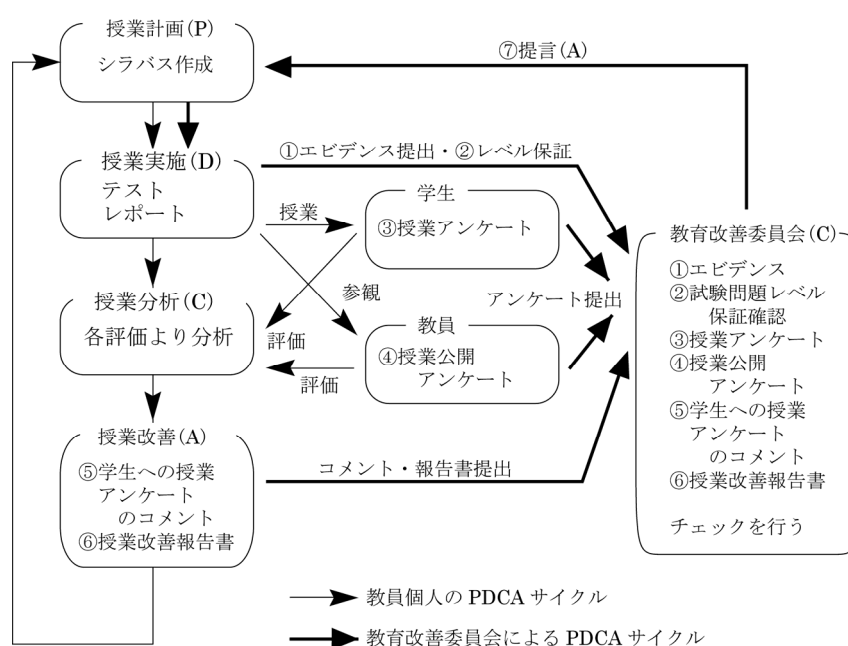 授業計画(P)
シラバス作成
⑦提言(A)
授業実施(D)
テスト
レポート
①エビデンス提出・②レベル保証
授業
学生
③授業アンケート
参観
アンケート提出
授業分析(C)
各評価より分析
評価
評価
教員
④授業公開
アンケート
教育改善委員会(C)
①エビデンス
②試験問題レベル
保証確認
③授業アンケート
④授業公開
アンケート
⑤学生への授業
アンケート
のコメント
⑥授業改善報告書
チェックを行う
授業改善(A)
⑤学生への授業
アンケート
のコメント
⑥授業改善報告書
コメント・報告書提出
教員個人の PDCA サイクル
教育改善委員会による PDCA サイクル